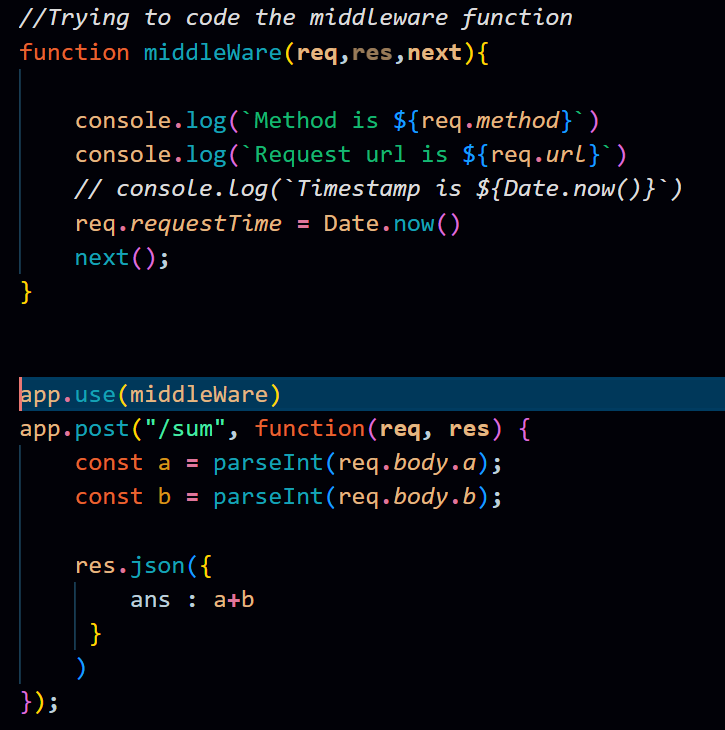 //Trying to code the middleware function
function middleWare(req,res,next){
console.log(`Method is ${req.method}`)
console.log(`Request url is ${req.url}`)
// console.log(`Timestamp is ${Date.now()}`)
req.requestTime = Date.now()
next();
}
app.use(middleWare)
app.post("/sum", function(req, res) {
const a = parseInt(req.body.a);
const b = parseInt(req.body.b);
res.json({
ans : a+b
}
)
});